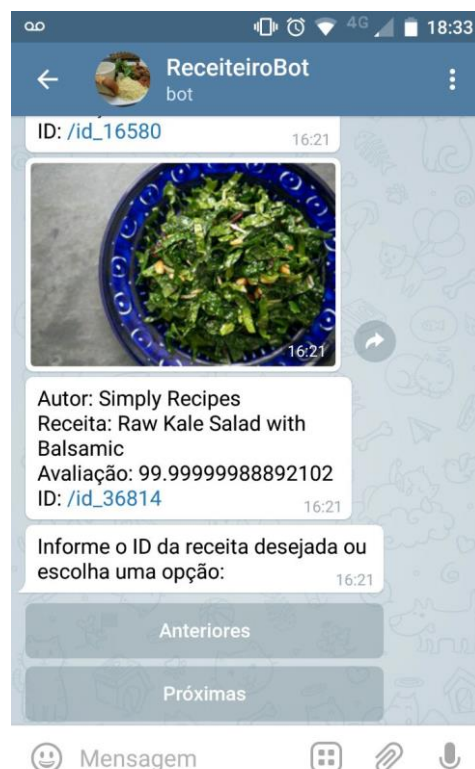 4G 18:33
ReceiteiroBot
bot
ID: /id_16580
16:21
16:21
Autor: Simply Recipes
Receita: Raw Kale Salad with
Balsamic
Avaliação: 99.99999988892102
ID: /id_36814
16:21
Informe o ID da receita desejada ou
escolha uma opção:
16:21
Anteriores
Próximas
Mensagem